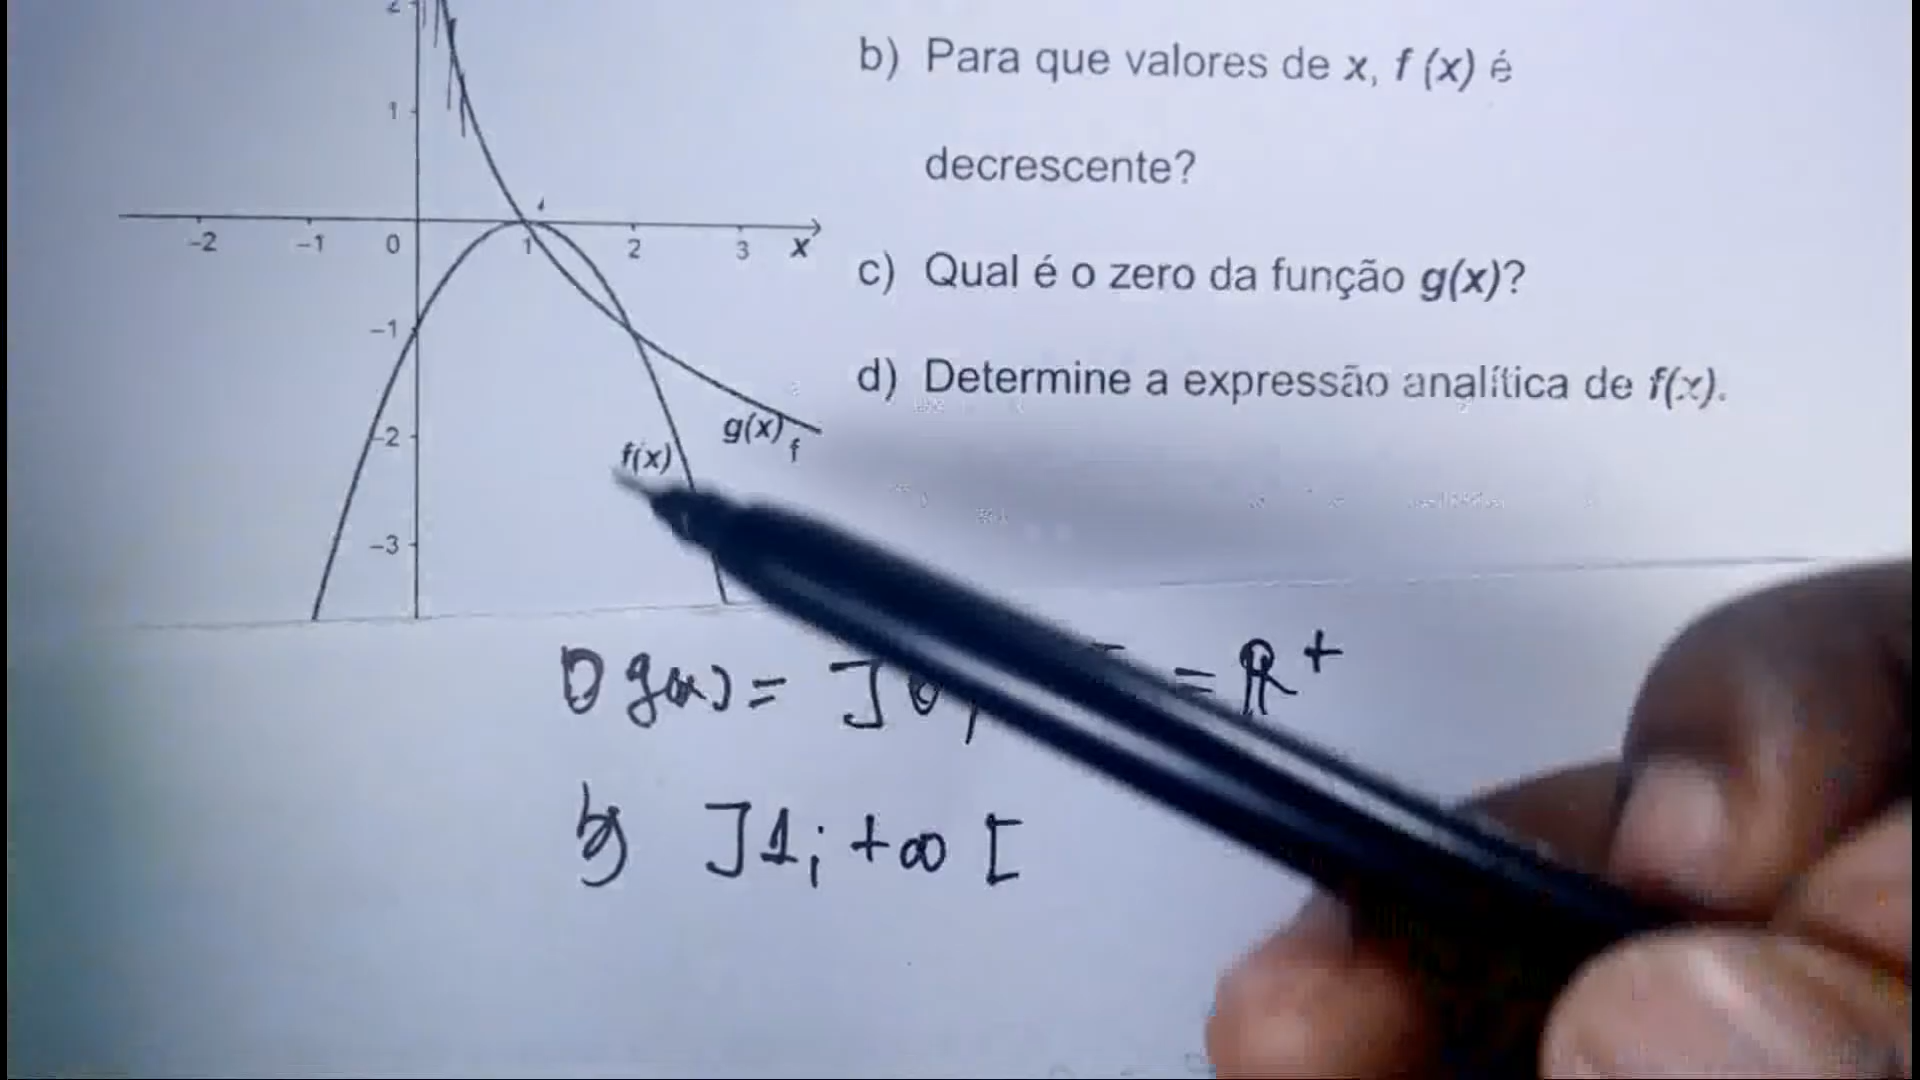 2
1
-2 -1 0 1 2 3 x
-1
-2
-3
g(x)
f
f(x)
b) Para que valores de x, f (x) é
decrescente?
c) Qual é o zero da função g(x)?
d) Determine a expressão analítica de f(x).
D g(x) = ]0; = R+
b) ]1; +∞ [